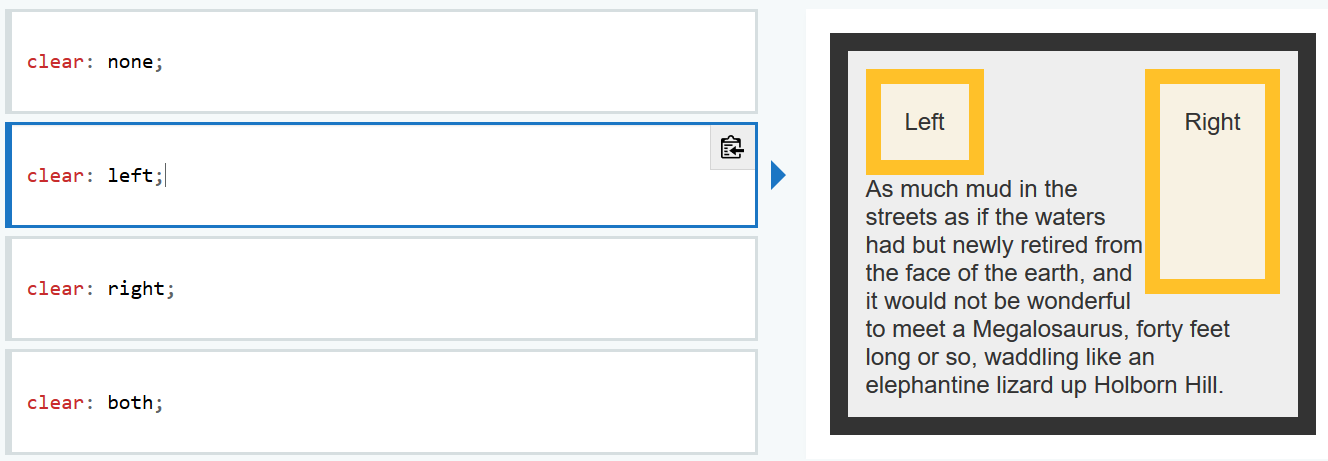 clear: none;
clear: left;
clear: right;
clear: both;
Left
Right
As much mud in the
streets as if the waters
had but newly retired from
the face of the earth, and
it would not be wonderful
to meet a Megalosaurus, forty feet
long or so, waddling like an
elephantine lizard up Holborn Hill.